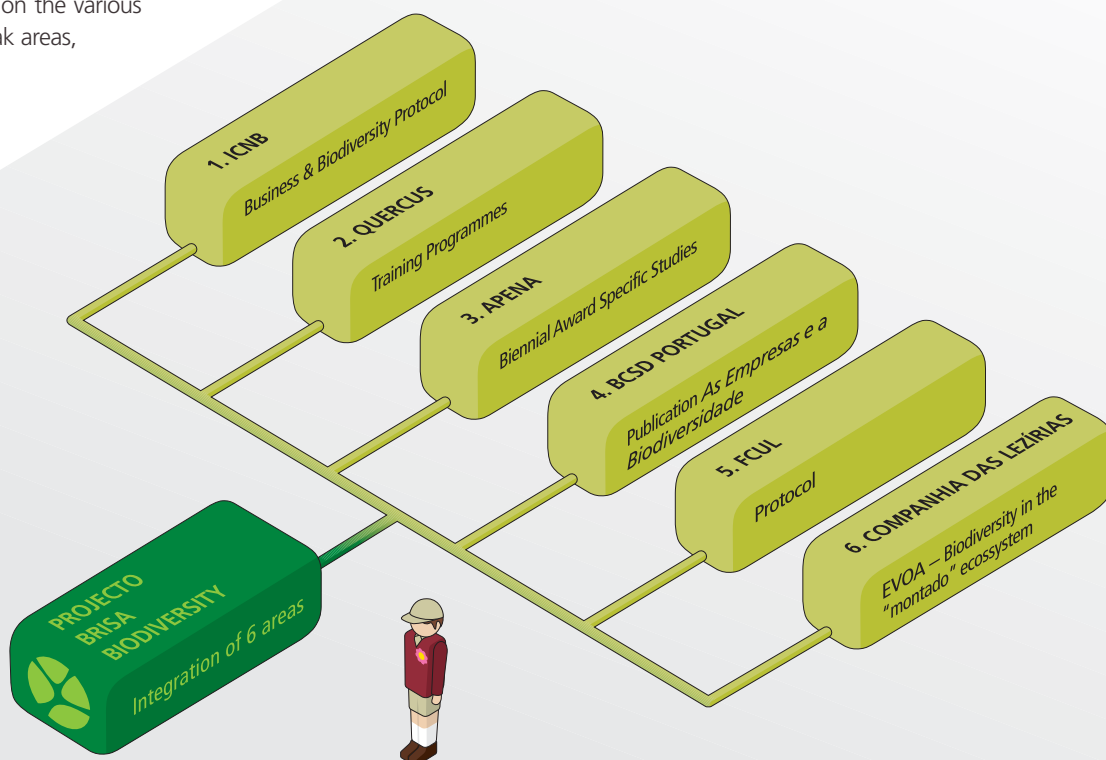 on the various
ak areas,
1. ICNB
Business & Biodiversity Protocol
2. QUERCUS
Training Programmes
3. APENA
Biennial Award Specific Studies
4. BCSD PORTUGAL
Publication As Empresas e a
Biodiversidade
5. FCUL
Protocol
6. COMPANHIA DAS LEZÍRIAS
EVOA – Biodiversity in the
"montado" ecossystem
PROJECTO
BRISA
BIODIVERSITY
Integration of 6 areas